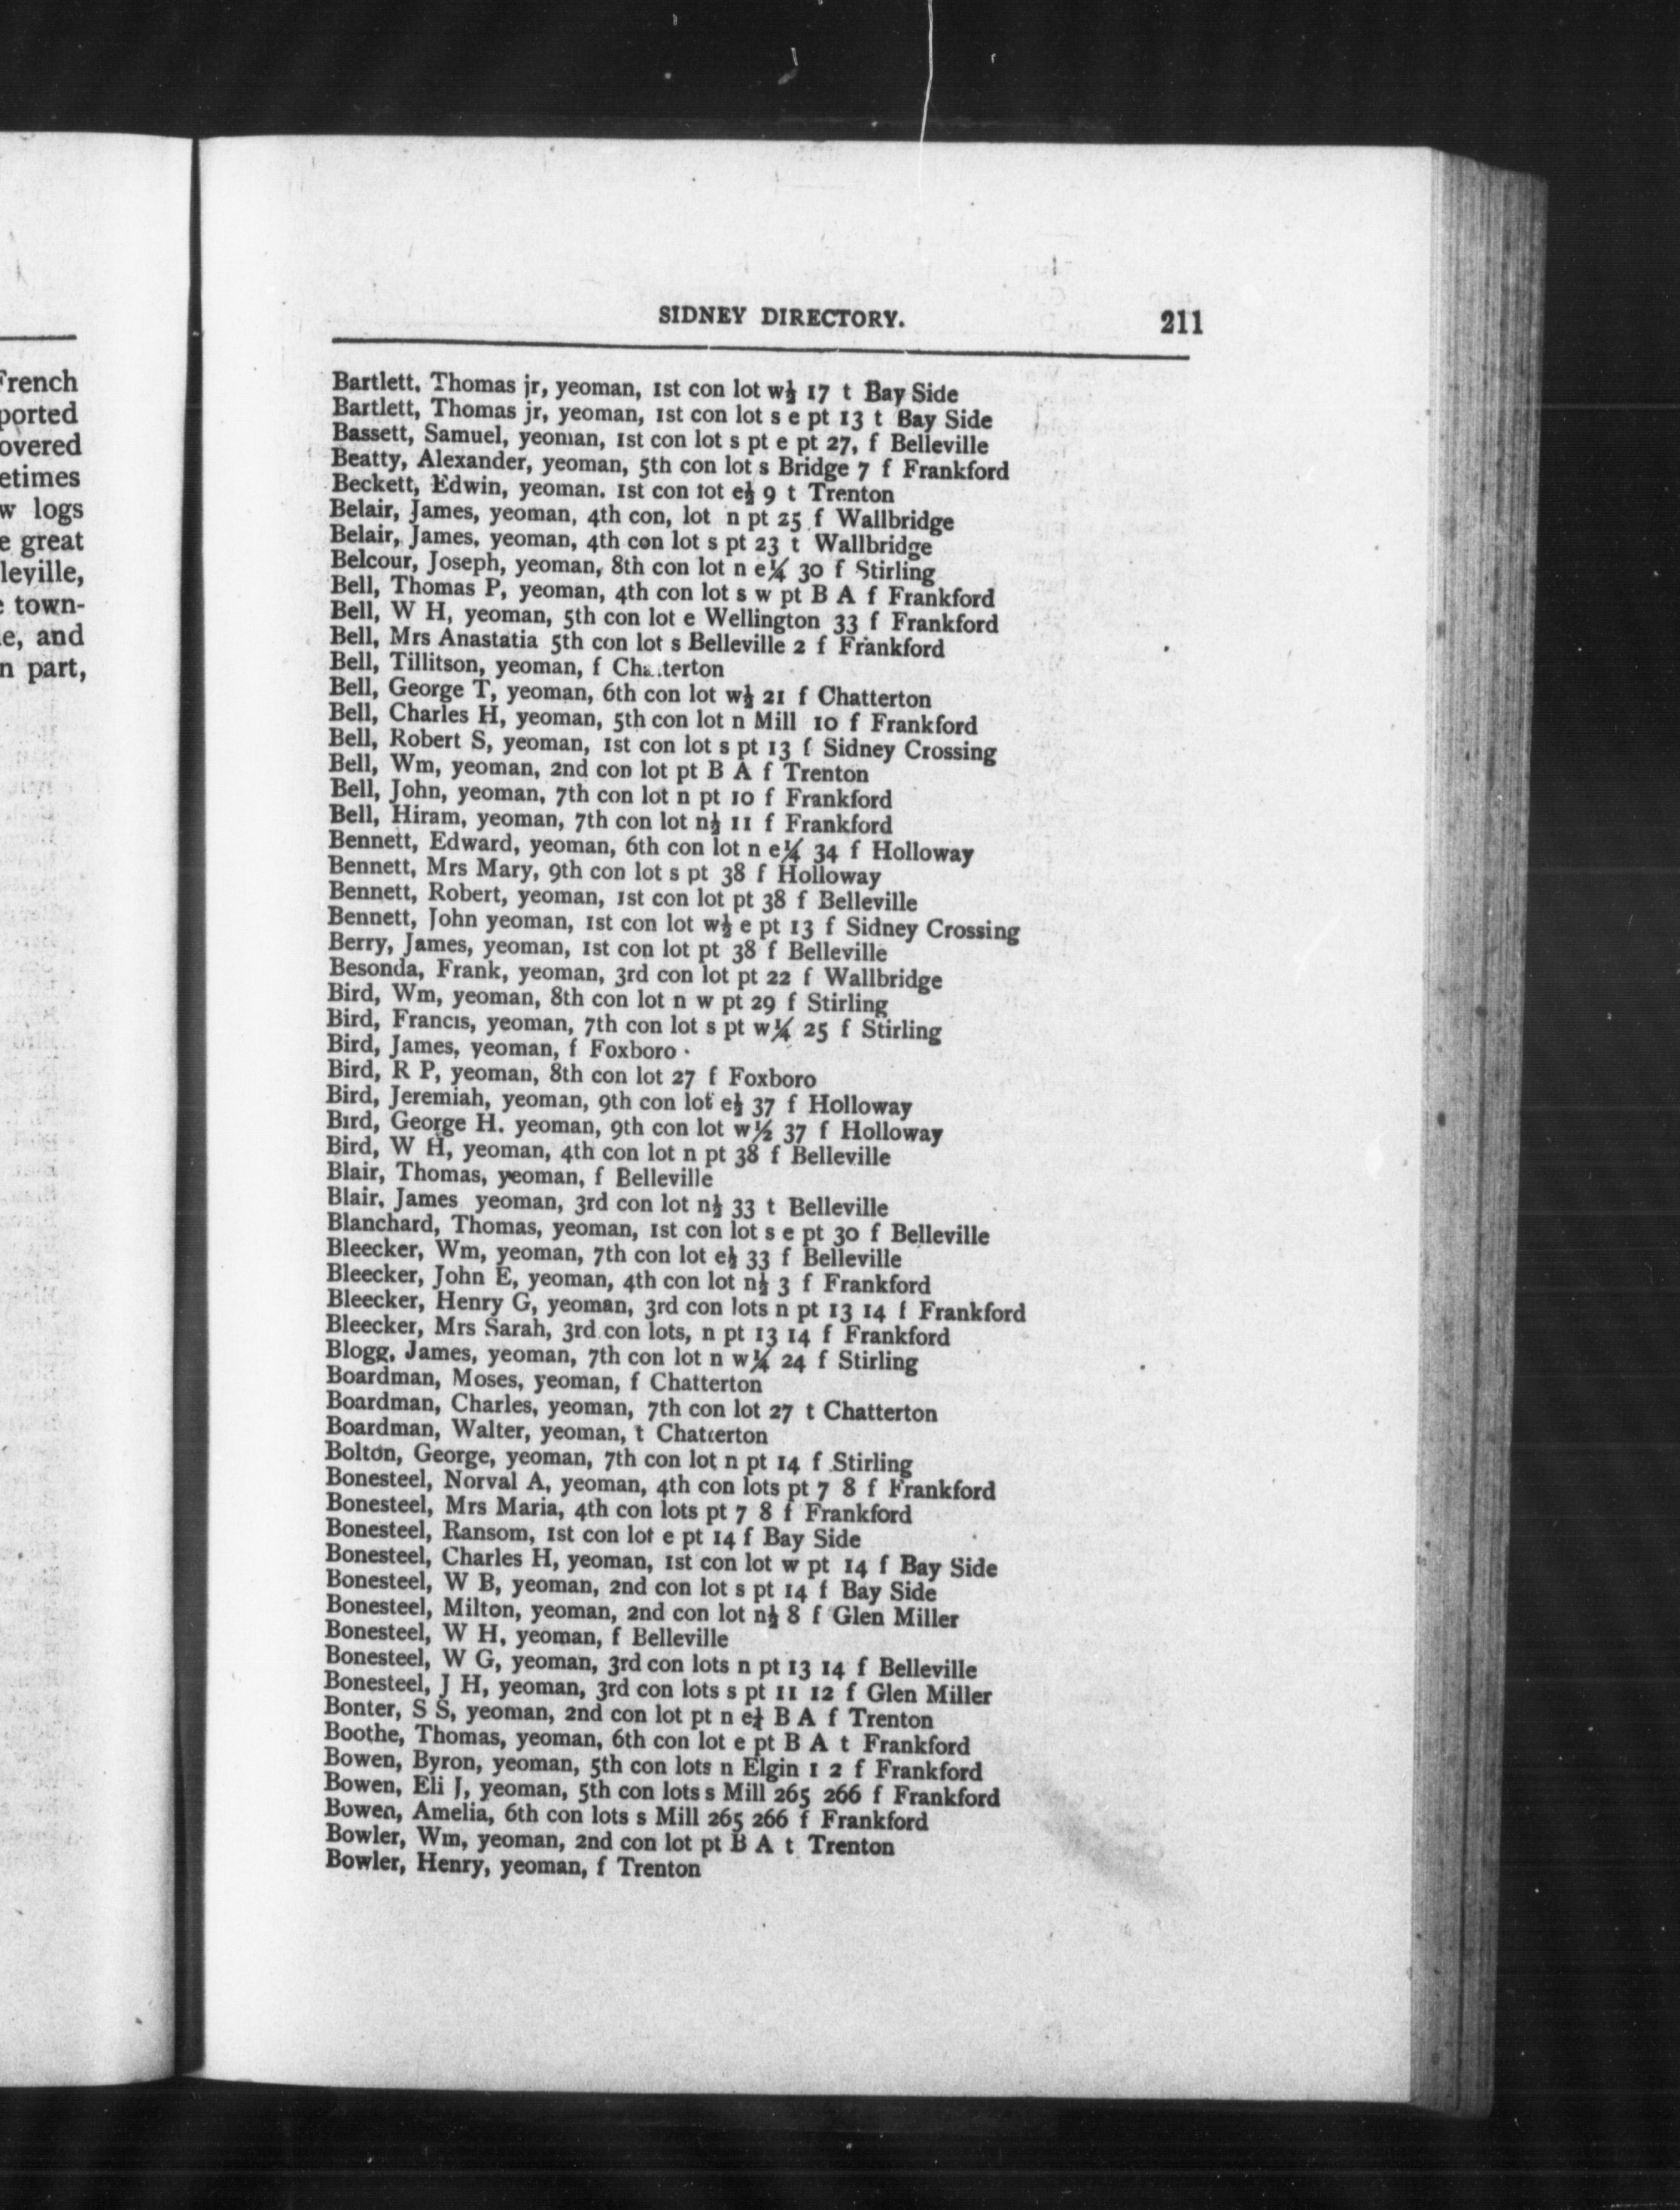 French
ported
overed
etimes
w logs
e great
leville,
town-
e, and
n part,
SIDNEY DIRECTORY. 211
Bartlett, Thomas jr, yeoman, 1st con lot w½ 17 t Bay Side
Bartlett, Thomas jr, yeoman, 1st con lot s e pt 13 t Bay Side
Bassett, Samuel, yeoman, 1st con lot s pt e pt 27, f Belleville
Beatty, Alexander, yeoman, 5th con lot s Bridge 7 f Frankford
Beckett, Edwin, yeoman. 1st con lot e½ 9 t Trenton
Belair, James, yeoman, 4th con, lot n pt 25 f Wallbridge
Belair, James, yeoman, 4th con lot s pt 23 t Wallbridge
Belcour, Joseph, yeoman, 8th con lot n e¼ 30 f Stirling
Bell, Thomas P, yeoman, 4th con lot s w pt B A f Frankford
Bell, W H, yeoman, 5th con lot e Wellington 33 f Frankford
Bell, Mrs Anastatia 5th con lot s Belleville 2 f Frankford
Bell, Tillitson, yeoman, f Chatterton
Bell, George T, yeoman, 6th con lot w½ 21 f Chatterton
Bell, Charles H, yeoman, 5th con lot n Mill 10 f Frankford
Bell, Robert S, yeoman, 1st con lot s pt 13 f Sidney Crossing
Bell, Wm, yeoman, 2nd con lot pt B A f Trenton
Bell, John, yeoman, 7th con lot n pt 10 f Frankford
Bell, Hiram, yeoman, 7th con lot n½ 11 f Frankford
Bennett, Edward, yeoman, 6th con lot n e¼ 34 f Holloway
Bennett, Mrs Mary, 9th con lot s pt 38 f Holloway
Bennett, Robert, yeoman, 1st con lot pt 38 f Belleville
Bennett, John yeoman, 1st con lot w½ e pt 13 f Sidney Crossing
Berry, James, yeoman, 1st con lot pt 38 f Belleville
Besonda, Frank, yeoman, 3rd con lot pt 22 f Wallbridge
Bird, Wm, yeoman, 8th con lot n w pt 29 f Stirling
Bird, Francis, yeoman, 7th con lot s pt w¼ 25 f Stirling
Bird, James, yeoman, f Foxboro
Bird, R P, yeoman, 8th con lot 27 f Foxboro
Bird, Jeremiah, yeoman, 9th con lot e½ 37 f Holloway
Bird, George H. yeoman, 9th con lot w½ 37 f Holloway
Bird, W H, yeoman, 4th con lot n pt 38 f Belleville
Blair, Thomas, yeoman, f Belleville
Blair, James yeoman, 3rd con lot n½ 33 t Belleville
Blanchard, Thomas, yeoman, 1st con lot s e pt 30 f Belleville
Bleecker, Wm, yeoman, 7th con lot e½ 33 f Belleville
Bleecker, John E, yeoman, 4th con lot n½ 3 f Frankford
Bleecker, Henry G, yeoman, 3rd con lots n pt 13 14 f Frankford
Bleecker, Mrs Sarah, 3rd con lots, n pt 13 14 f Frankford
Blogg, James, yeoman, 7th con lot n w¼ 24 f Stirling
Boardman, Moses, yeoman, f Chatterton
Boardman, Charles, yeoman, 7th con lot 27 t Chatterton
Boardman, Walter, yeoman, t Chatterton
Bolton, George, yeoman, 7th con lot n pt 14 f Stirling
Bonesteel, Norval A, yeoman, 4th con lots pt 7 8 f Frankford
Bonesteel, Mrs Maria, 4th con lots pt 7 8 f Frankford
Bonesteel, Ransom, 1st con lot e pt 14 f Bay Side
Bonesteel, Charles H, yeoman, 1st con lot w pt 14 f Bay Side
Bonesteel, W B, yeoman, 2nd con lot s pt 14 f Bay Side
Bonesteel, Milton, yeoman, 2nd con lot n½ 8 f Glen Miller
Bonesteel, W H, yeoman, f Belleville
Bonesteel, W G, yeoman, 3rd con lots n pt 13 14 f Belleville
Bonesteel, J H, yeoman, 3rd con lots s pt 11 12 f Glen Miller
Bonter, S S, yeoman, 2nd con lot pt n e¼ B A f Trenton
Boothe, Thomas, yeoman, 6th con lot e pt B A t Frankford
Bowen, Byron, yeoman, 5th con lots n Elgin 1 2 f Frankford
Bowen, Eli J, yeoman, 5th con lots s Mill 265 266 f Frankford
Bowen, Amelia, 6th con lots s Mill 265 266 f Frankford
Bowler, Wm, yeoman, 2nd con lot pt B A t Trenton
Bowler, Henry, yeoman, f Trenton